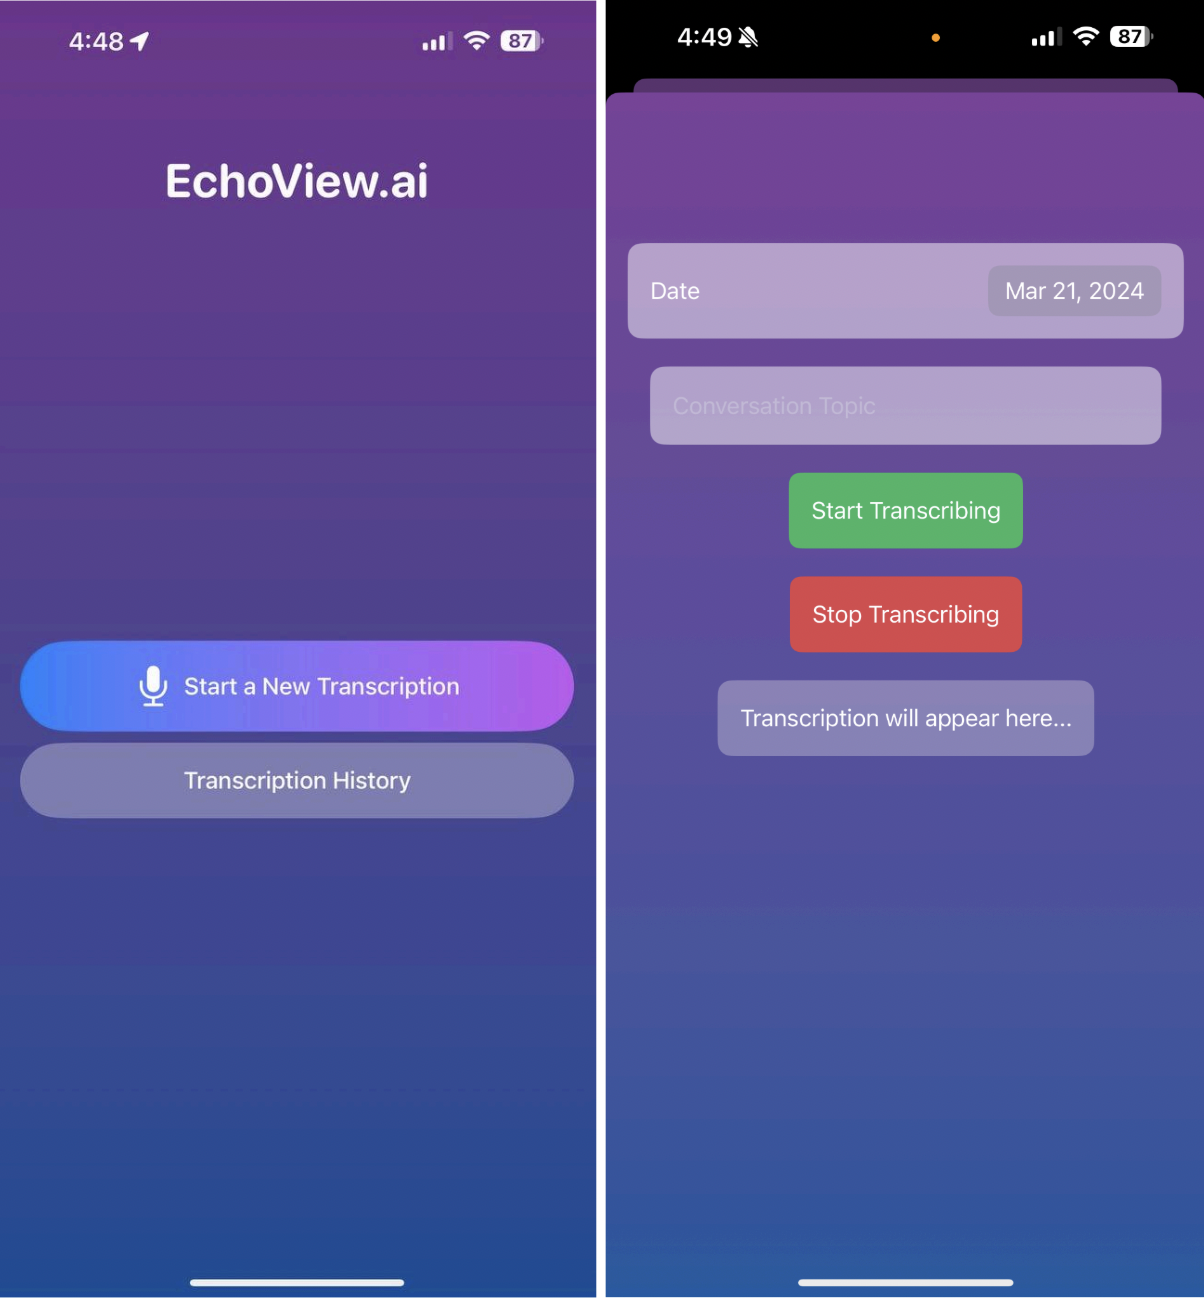 4:48
87
EchoView.ai
Start a New Transcription
Transcription History
4:49
87
Date
Mar 21, 2024
Conversation Topic
Start Transcribing
Stop Transcribing
Transcription will appear here...